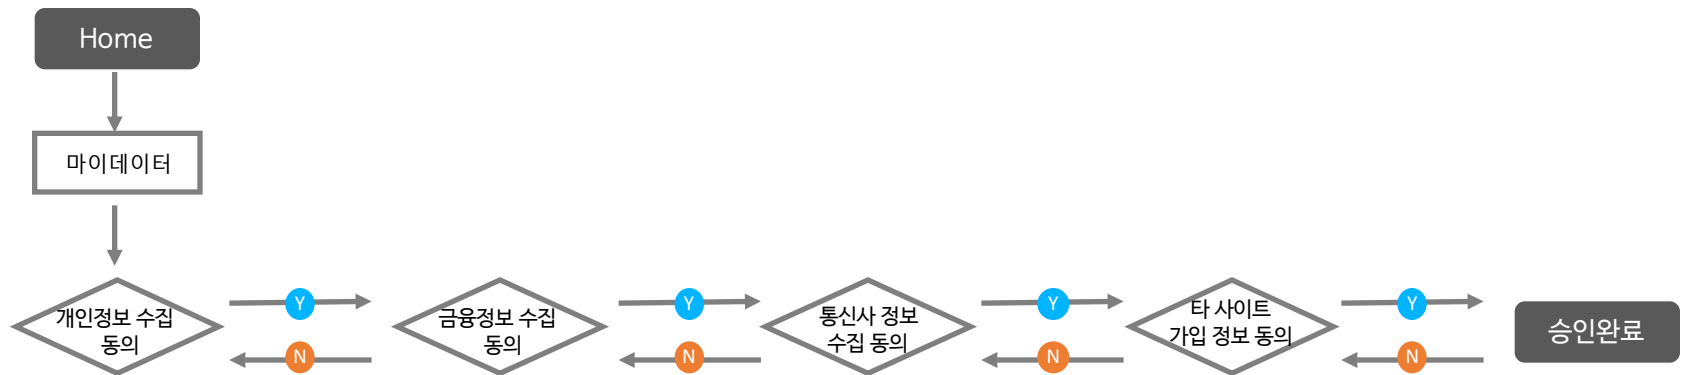 Home
마이데이터
개인정보 수집
동의
Y
N
금융정보 수집
동의
Y
N
통신사 정보
수집 동의
Y
N
타 사이트
가입 정보 동의
Y
N
승인완료